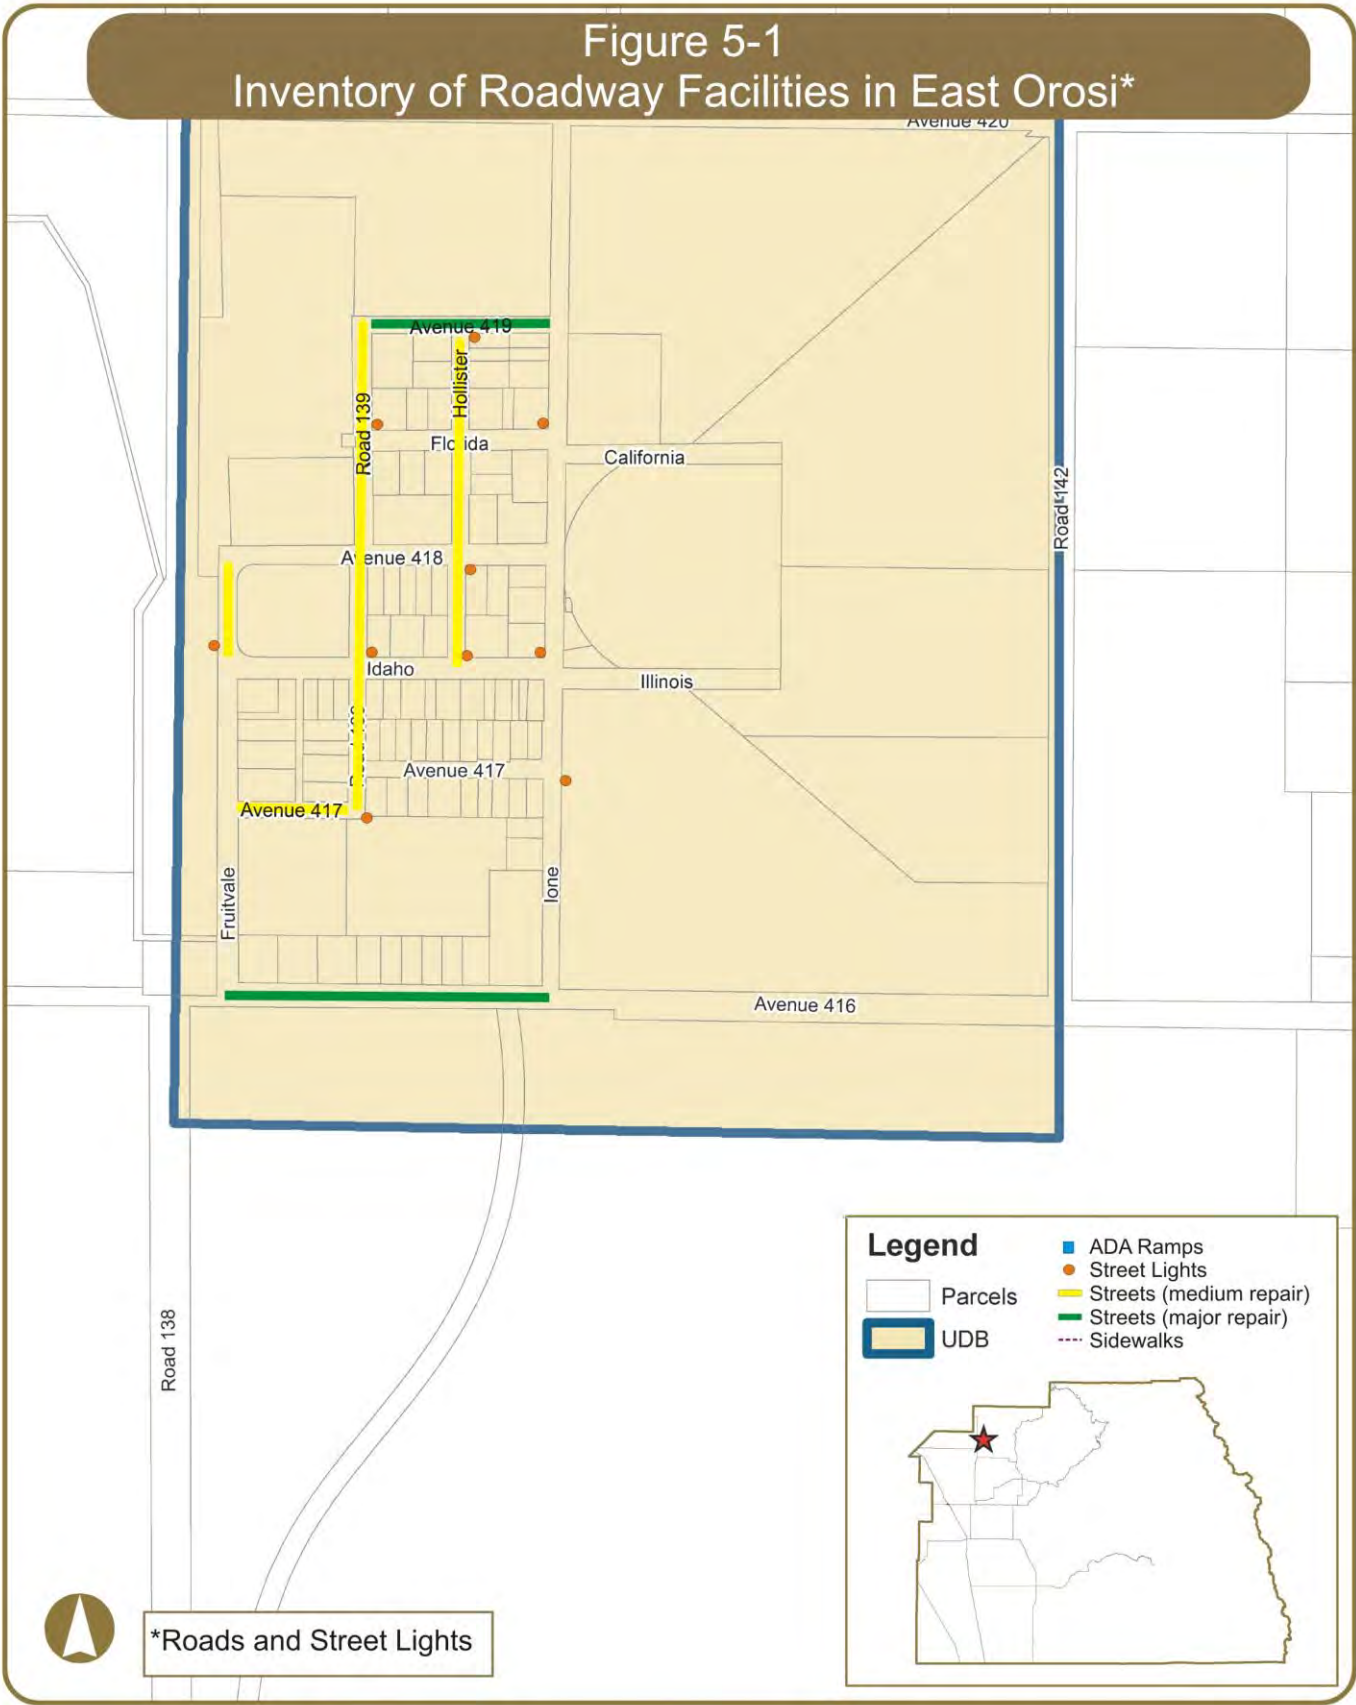 Figure 5-1
Inventory of Roadway Facilities in East Orosi*
Avenue 420
Avenue 419
Hollister
Road 139
Florida
California
Road 142
Avenue 418
Idaho
Illinois
Avenue 417
Avenue 417
Fruitvale
Ione
Avenue 416
Road 138
Legend
Parcels
UDB
ADA Ramps
Street Lights
Streets (medium repair)
Streets (major repair)
Sidewalks
*Roads and Street Lights